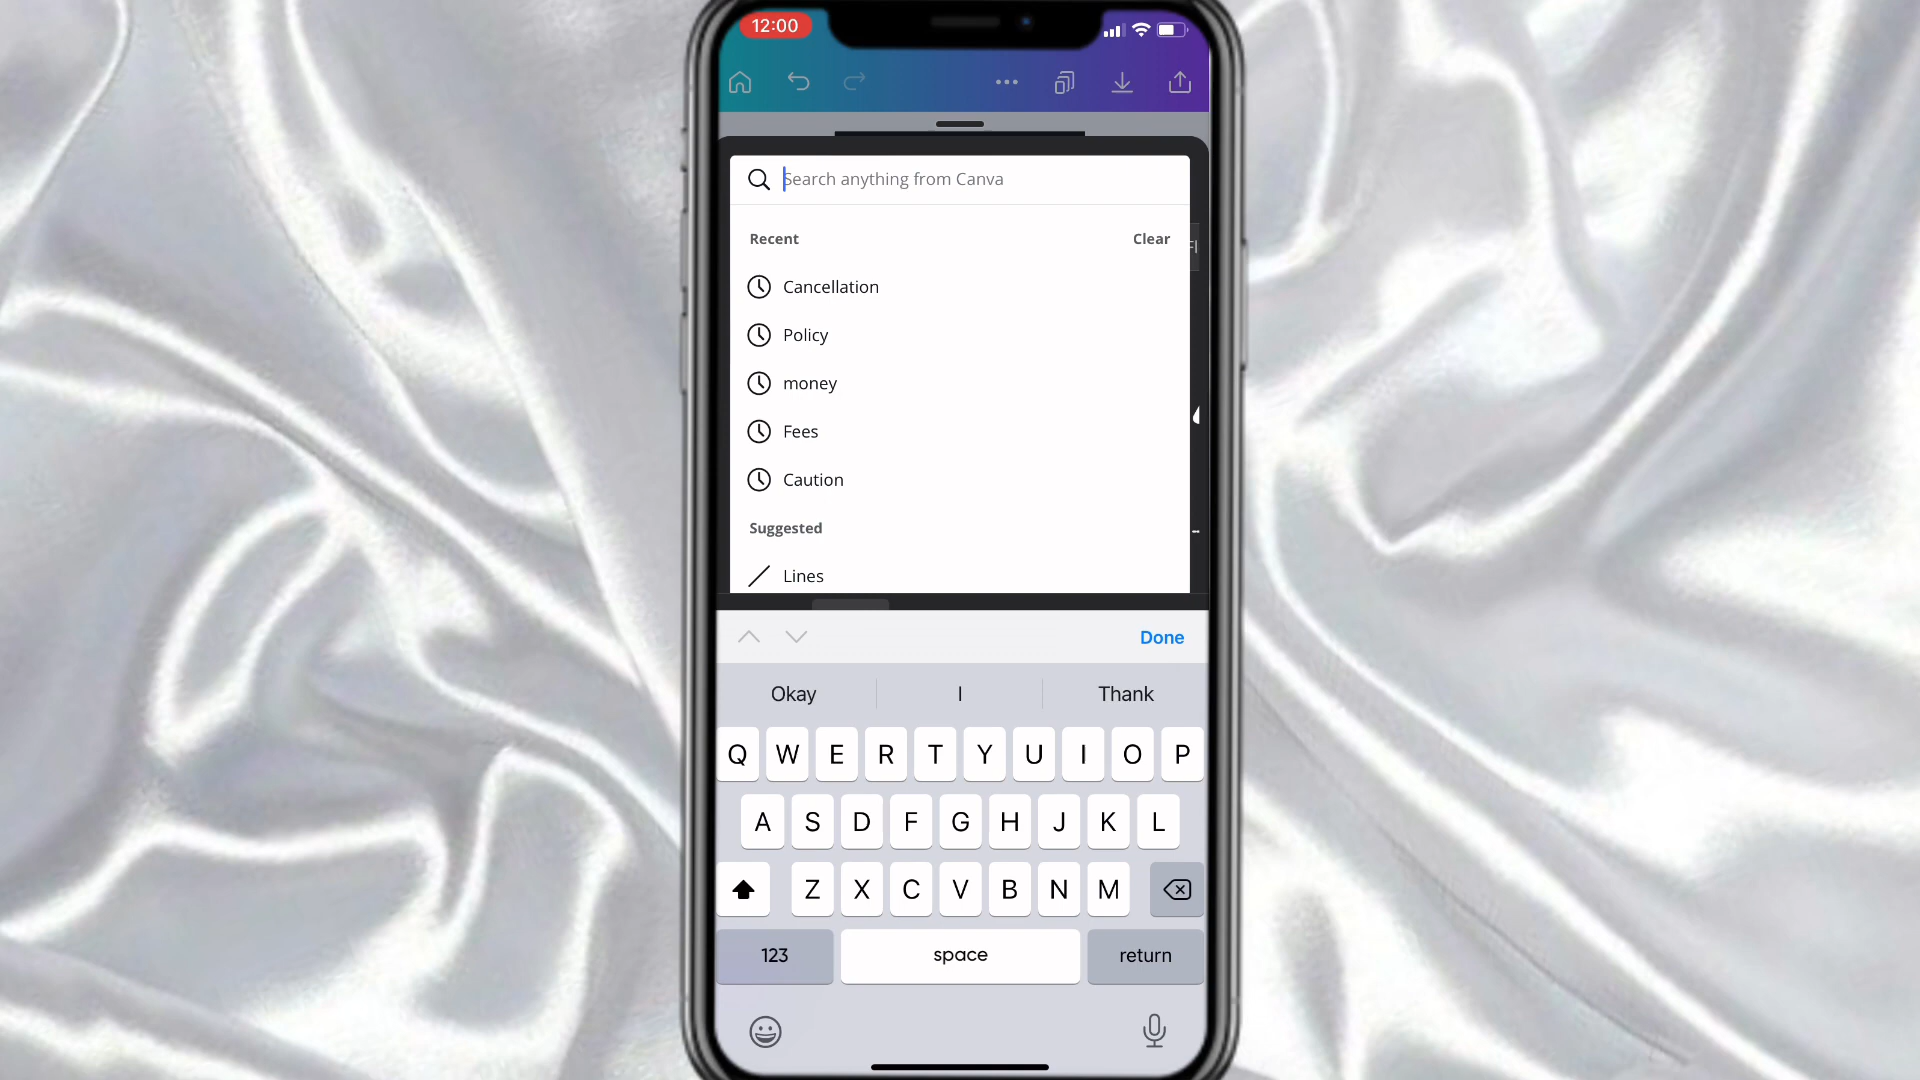 12:00
Search anything from Canva
Recent
Clear
Cancellation
Policy
money
Fees
Caution
Suggested
Lines
Done
Okay
I
Thank
Q W E R T Y U I O P
A S D F G H J K L
Z X C V B N M
123
space
return